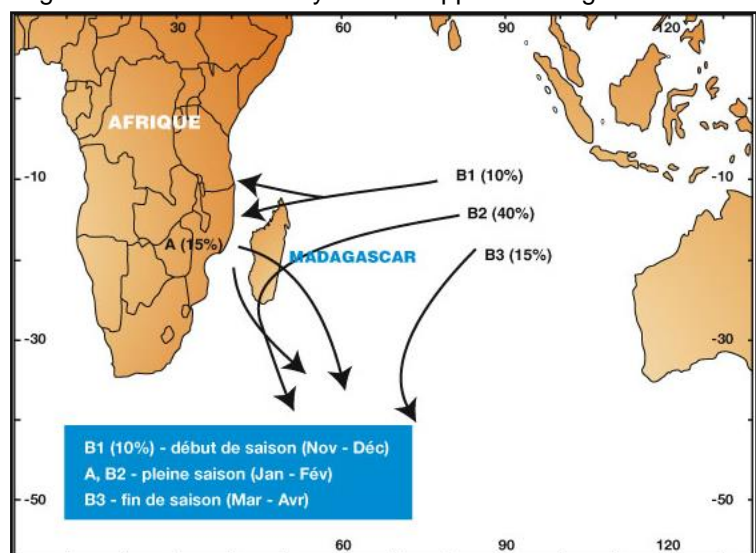 30 60 90 120
AFRIQUE
-10 B1 (10%) -10
B2 (40%)
A (15%) MADAGASCAR B3 (15%)
-30 -30
B1 (10%) - début de saison (Nov - Déc)
A, B2 - pleine saison (Jan - Fév)
B3 - fin de saison (Mar - Avr)
-50 -50
60 90 120